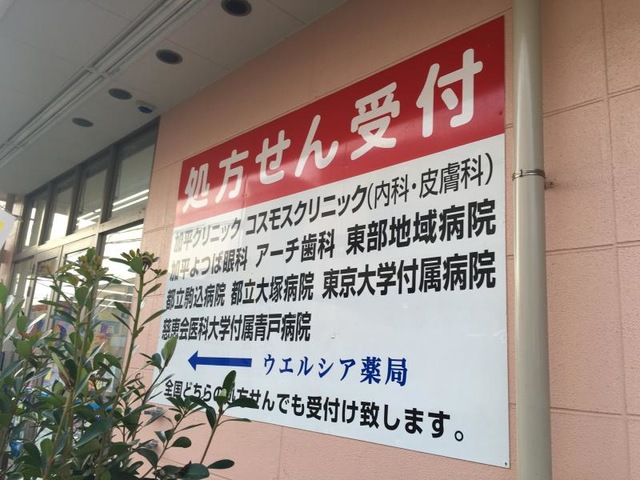 処方せん受付
加平クリニック コスモスクリニック(内科・皮膚科)
加平よつば眼科 アーチ歯科 東部地域病院
都立駒込病院 都立大塚病院 東京大学付属病院
慈恵会医科大学付属青戸病院
ウエルシア薬局
全国どちらの処方せんでも受付け致します。